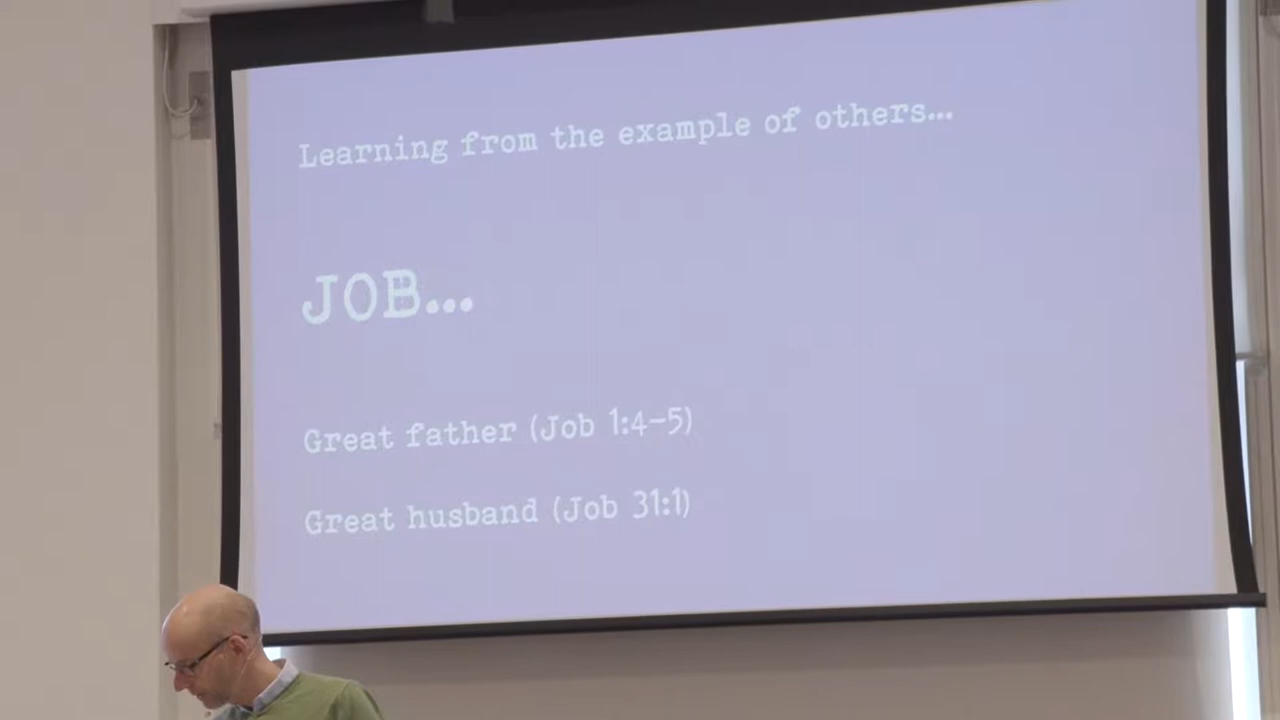 Learning from the example of others...
JOB...
Great father (Job 1:4-5)
Great husband (Job 31:1)